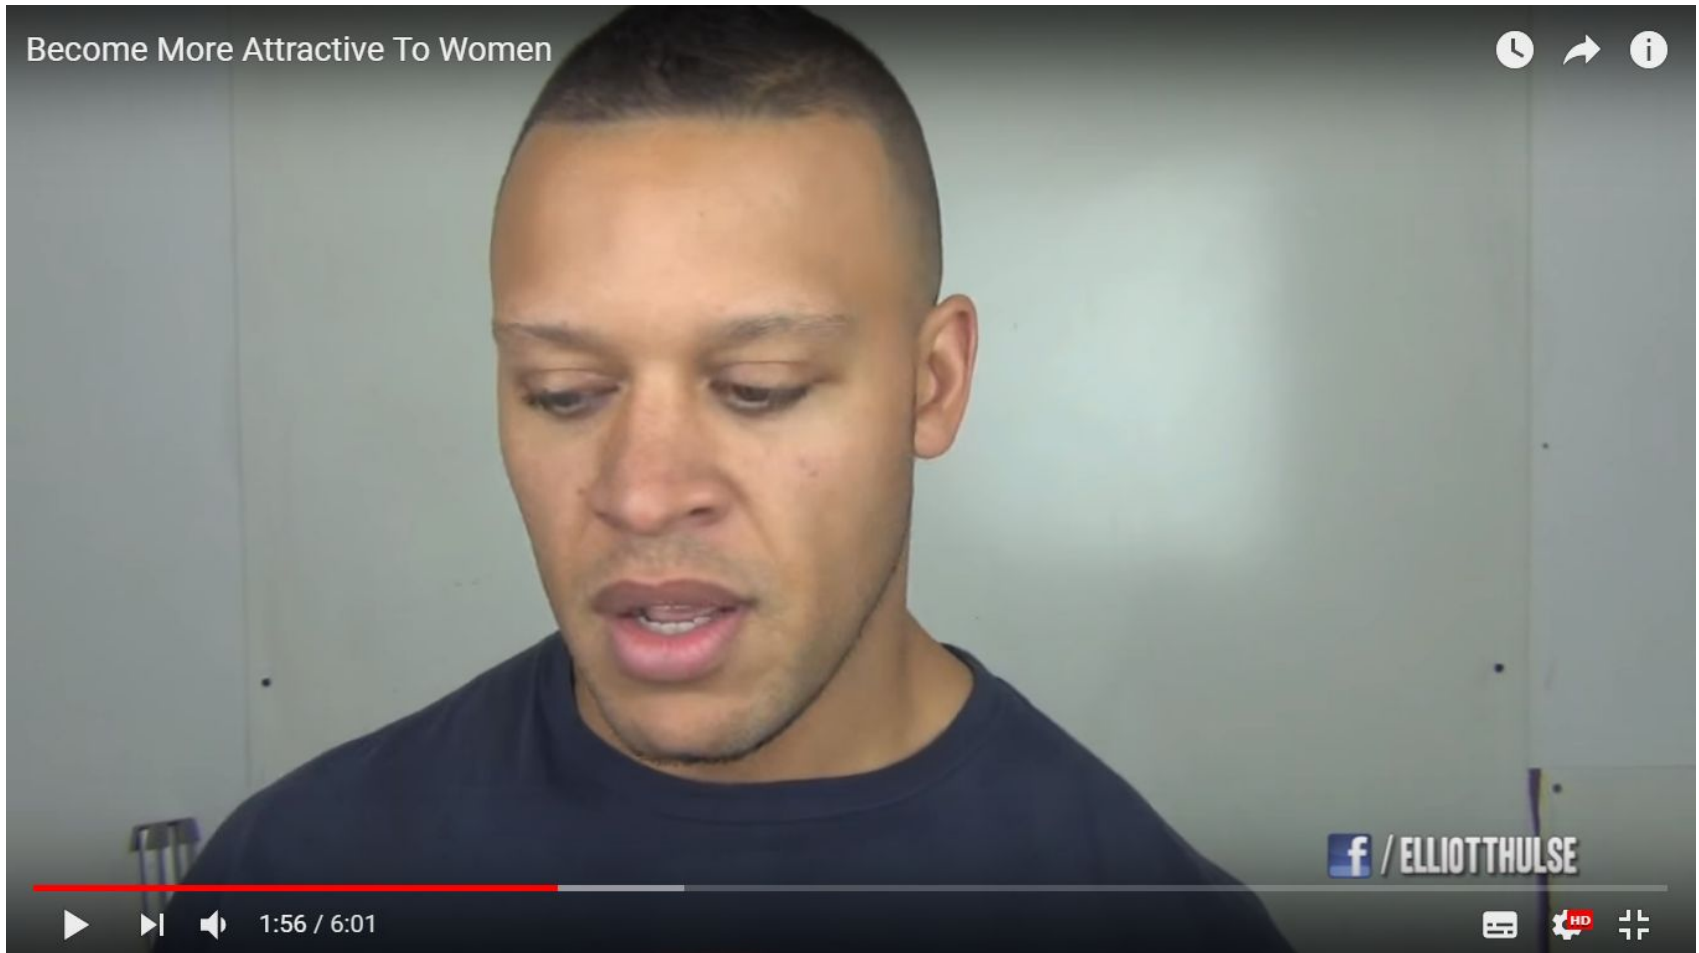 Become More Attractive To Women
f / ELLIOTTHULSE
1:56 / 6:01
HD